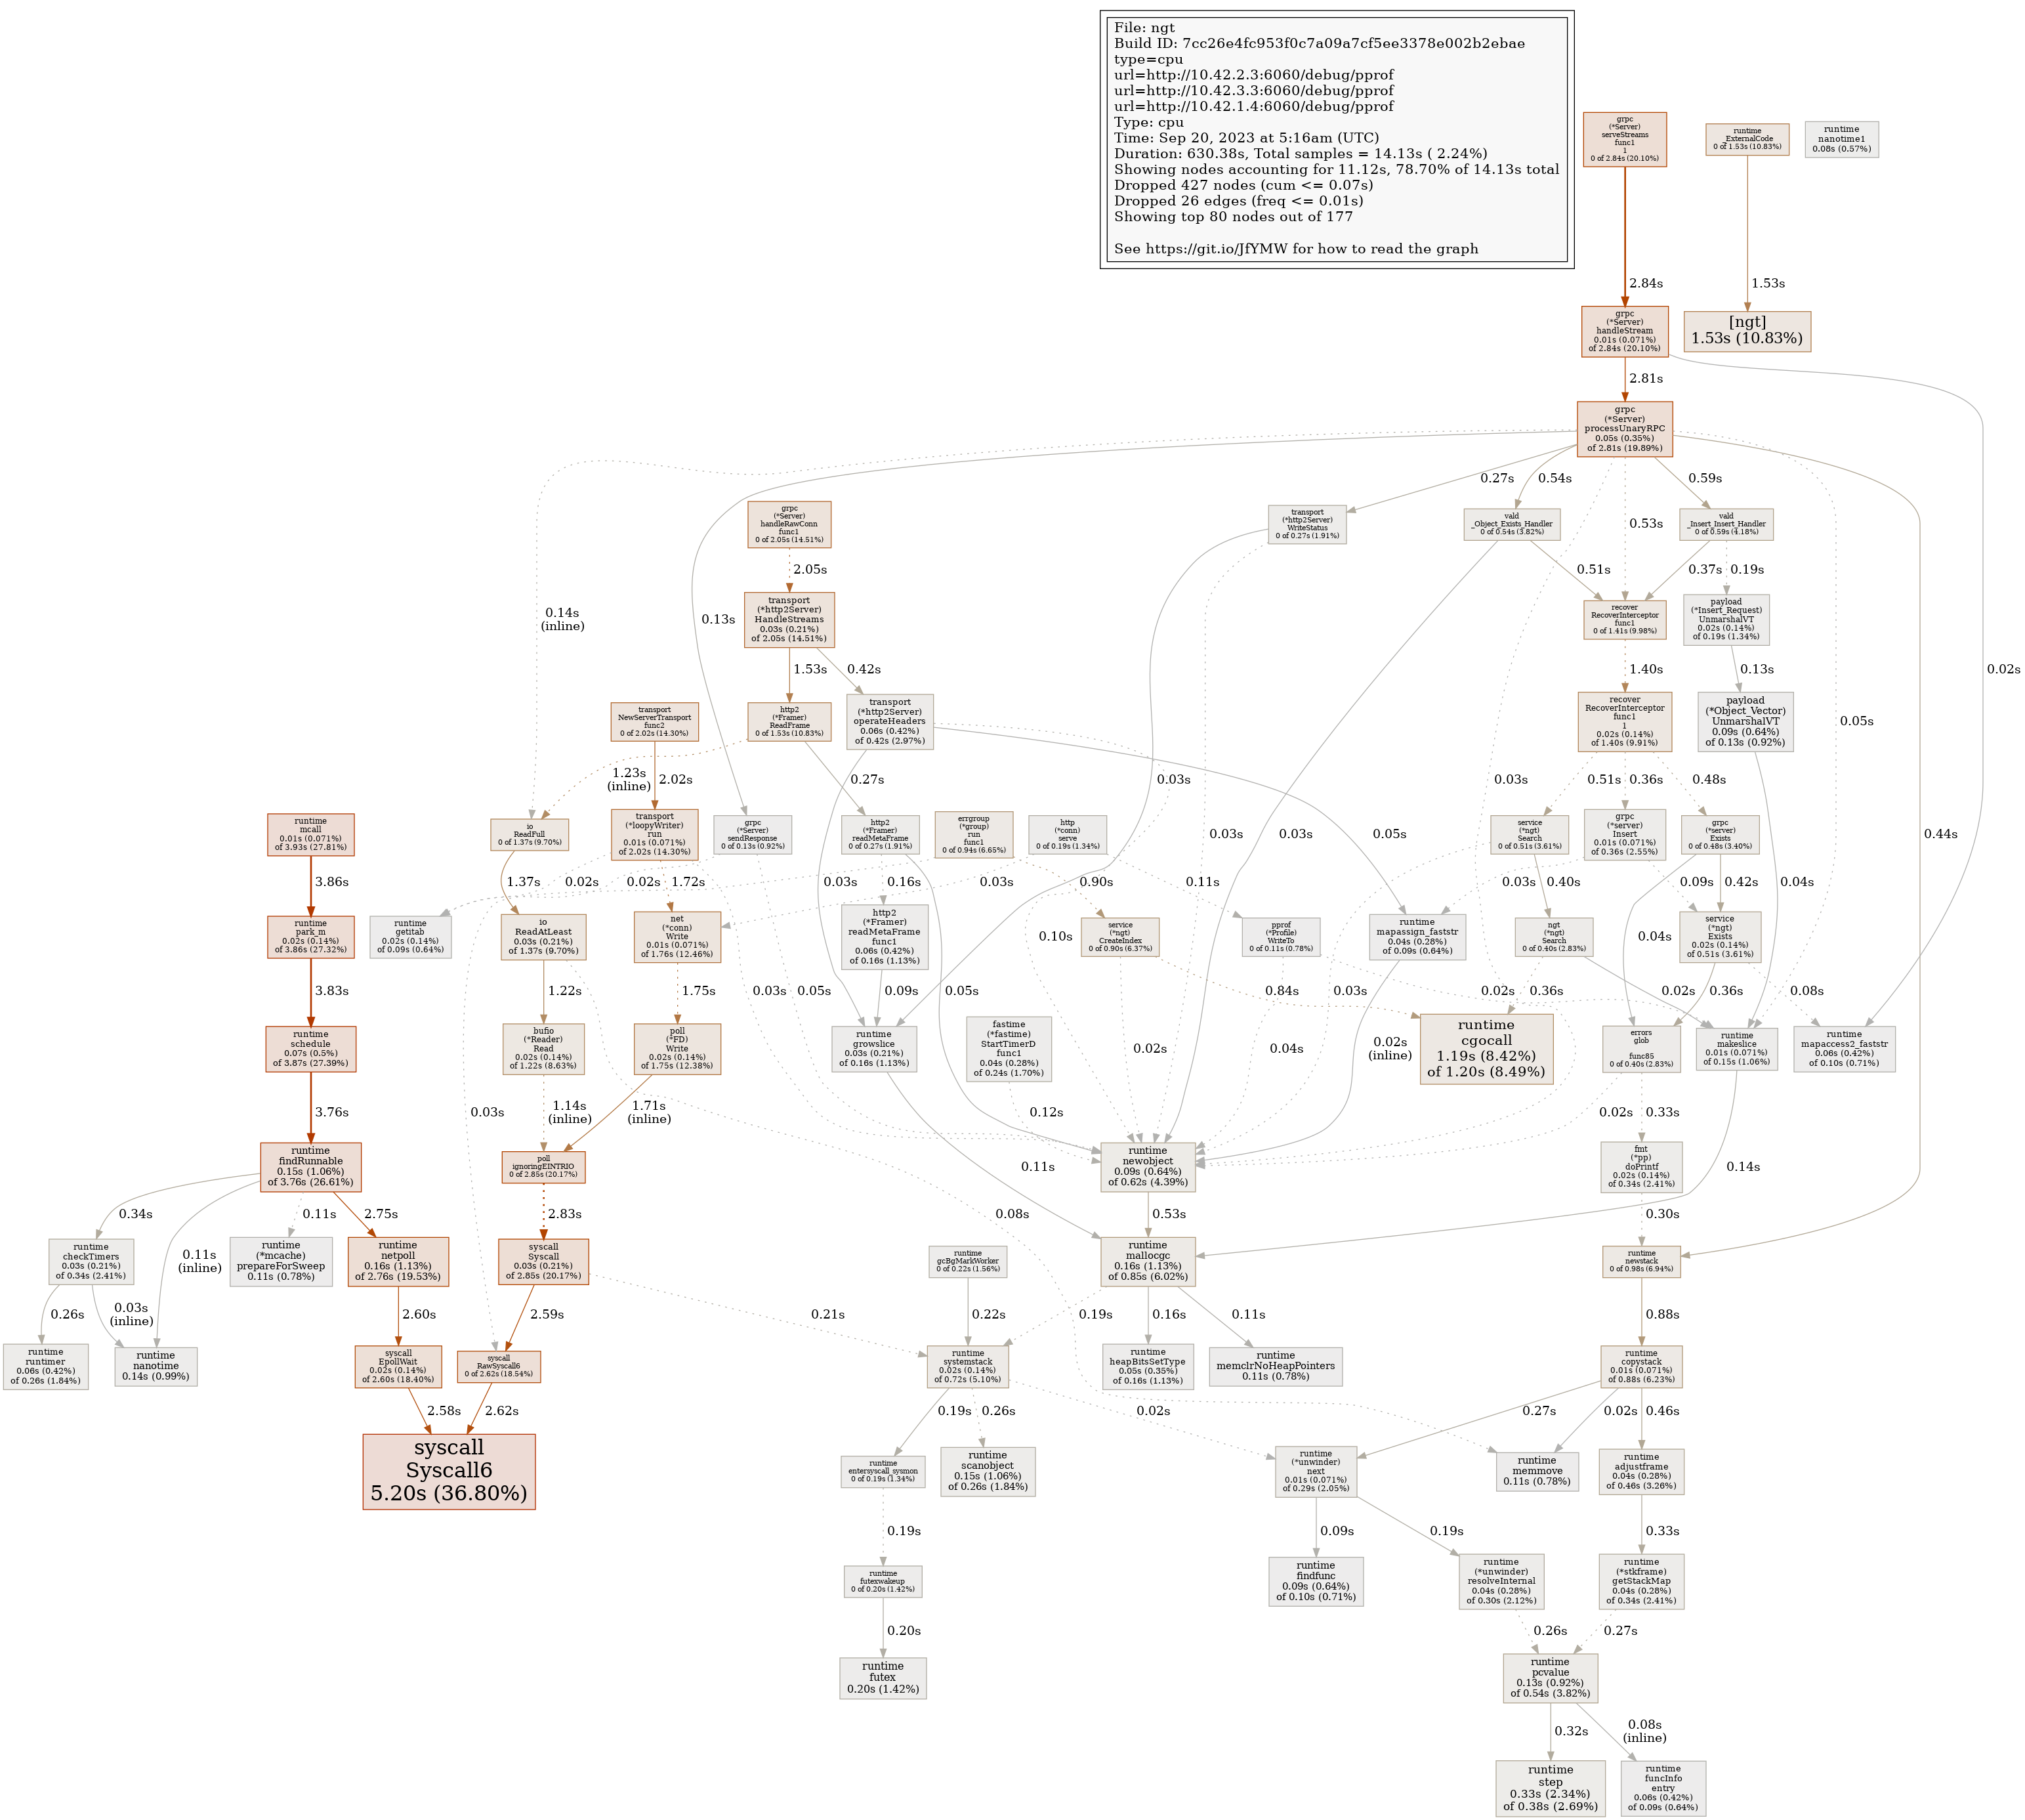 File: ngt
Build ID: 7cc26e4fc953f0c7a09a7cf5ee3378e002b2ebae
type=cpu
url=http://10.42.2.3:6060/debug/pprof
url=http://10.42.3.3:6060/debug/pprof
url=http://10.42.1.4:6060/debug/pprof
Type: cpu
Time: Sep 20, 2023 at 5:16am (UTC)
Duration: 630.38s, Total samples = 14.13s ( 2.24%)
Showing nodes accounting for 11.12s, 78.70% of 14.13s total
Dropped 427 nodes (cum <= 0.07s)
Dropped 26 edges (freq <= 0.01s)
Showing top 80 nodes out of 177
See https://git.io/JfYMW for how to read the graph
grpc
(*Server)
serveStreams
func1
1
0 of 2.84s (20.10%)
runtime
_ExternalCode
0 of 1.53s (10.83%)
runtime
nanotime1
0.08s (0.57%)
2.84s
1.53s
grpc
(*Server)
handleStream
0.01s (0.071%)
of 2.84s (20.10%)
[ngt]
1.53s (10.83%)
2.81s
0.02s
grpc
(*Server)
processUnaryRPC
0.05s (0.35%)
of 2.81s (19.89%)
0.14s
(inline)
0.13s
0.27s
0.54s
0.03s
0.53s
0.59s
0.05s
0.44s
grpc
(*Server)
handleRawConn
func1
0 of 2.05s (14.51%)
transport
(*http2Server)
WriteStatus
0 of 0.27s (1.91%)
vald
_Object_Exists_Handler
0 of 0.54s (3.82%)
vald
_Insert_Insert_Handler
0 of 0.59s (4.18%)
2.05s
0.03s
0.03s
0.51s
0.03s
0.37s
0.19s
transport
(*http2Server)
HandleStreams
0.03s (0.21%)
of 2.05s (14.51%)
recover
RecoverInterceptor
func1
0 of 1.41s (9.98%)
payload
(*Insert_Request)
UnmarshalVT
0.02s (0.14%)
of 0.19s (1.34%)
1.53s
0.42s
1.40s
0.13s
transport
NewServerTransport
func2
0 of 2.02s (14.30%)
http2
(*Framer)
ReadFrame
0 of 1.53s (10.83%)
transport
(*http2Server)
operateHeaders
0.06s (0.42%)
of 0.42s (2.97%)
recover
RecoverInterceptor
func1
1
0.02s (0.14%)
of 1.40s (9.91%)
payload
(*Object_Vector)
UnmarshalVT
0.09s (0.64%)
of 0.13s (0.92%)
1.23s
(inline)
2.02s
0.27s
0.03s
0.10s
0.05s
0.51s
0.36s
0.48s
0.04s
runtime
mcall
0.01s (0.071%)
of 3.93s (27.81%)
io
ReadFull
0 of 1.37s (9.70%)
transport
(*loopyWriter)
run
0.01s (0.071%)
of 2.02s (14.30%)
grpc
(*Server)
sendResponse
0 of 0.13s (0.92%)
http2
(*Framer)
readMetaFrame
0 of 0.27s (1.91%)
errgroup
(*group)
run
func1
0 of 0.94s (6.65%)
http
(*conn)
serve
0 of 0.19s (1.34%)
service
(*ngt)
Search
0 of 0.51s (3.61%)
grpc
(*server)
Insert
0.01s (0.071%)
of 0.36s (2.55%)
grpc
(*server)
Exists
0 of 0.48s (3.40%)
3.86s
1.37s
0.02s
0.02s
1.72s
0.16s
0.03s
0.90s
0.11s
0.03s
0.40s
0.09s
0.42s
runtime
park_m
0.02s (0.14%)
of 3.86s (27.32%)
runtime
getitab
0.02s (0.14%)
of 0.09s (0.64%)
io
ReadAtLeast
0.03s (0.21%)
of 1.37s (9.70%)
net
(*conn)
Write
0.01s (0.071%)
of 1.76s (12.46%)
http2
(*Framer)
readMetaFrame
func1
0.06s (0.42%)
of 0.16s (1.13%)
service
(*ngt)
CreateIndex
0 of 0.90s (6.37%)
pprof
(*Profile)
WriteTo
0 of 0.11s (0.78%)
runtime
mapassign_faststr
0.04s (0.28%)
of 0.09s (0.64%)
ngt
(*ngt)
Search
0 of 0.40s (2.83%)
service
(*ngt)
Exists
0.02s (0.14%)
of 0.51s (3.61%)
3.83s
0.03s
1.22s
1.75s
0.03s
0.05s
0.09s
0.05s
0.02s
0.84s
0.04s
0.03s
0.02s
0.36s
0.02s
0.04s
0.36s
0.08s
runtime
schedule
0.07s (0.5%)
of 3.87s (27.39%)
bufio
(*Reader)
Read
0.02s (0.14%)
of 1.22s (8.63%)
poll
(*FD)
Write
0.02s (0.14%)
of 1.75s (12.38%)
runtime
growslice
0.03s (0.21%)
of 0.16s (1.13%)
fastime
(*fastime)
StartTimerD
func1
0.04s (0.28%)
of 0.24s (1.70%)
0.02s
(inline)
runtime
cgocall
1.19s (8.42%)
of 1.20s (8.49%)
errors
glob

func85
0 of 0.40s (2.83%)
runtime
makeslice
0.01s (0.071%)
of 0.15s (1.06%)
runtime
mapaccess2_faststr
0.06s (0.42%)
of 0.10s (0.71%)
3.76s
1.14s
(inline)
1.71s
(inline)
0.11s
0.12s
0.02s
0.33s
0.14s
runtime
findRunnable
0.15s (1.06%)
of 3.76s (26.61%)
poll
ignoringEINTRIO
0 of 2.85s (20.17%)
runtime
newobject
0.09s (0.64%)
of 0.62s (4.39%)
fmt
(*pp)
doPrintf
0.02s (0.14%)
of 0.34s (2.41%)
0.34s
0.11s
(inline)
0.11s
2.75s
2.83s
0.08s
0.53s
0.30s
runtime
checkTimers
0.03s (0.21%)
of 0.34s (2.41%)
runtime
(*mcache)
prepareForSweep
0.11s (0.78%)
runtime
netpoll
0.16s (1.13%)
of 2.76s (19.53%)
syscall
Syscall
0.03s (0.21%)
of 2.85s (20.17%)
runtime
gcBgMarkWorker
0 of 0.22s (1.56%)
runtime
mallocgc
0.16s (1.13%)
of 0.85s (6.02%)
runtime
newstack
0 of 0.98s (6.94%)
0.26s
0.03s
(inline)
2.60s
2.59s
0.21s
0.22s
0.19s
0.16s
0.11s
0.88s
runtime
runtimer
0.06s (0.42%)
of 0.26s (1.84%)
runtime
nanotime
0.14s (0.99%)
syscall
EpollWait
0.02s (0.14%)
of 2.60s (18.40%)
syscall
RawSyscall6
0 of 2.62s (18.54%)
runtime
systemstack
0.02s (0.14%)
of 0.72s (5.10%)
runtime
heapBitsSetType
0.05s (0.35%)
of 0.16s (1.13%)
runtime
memclrNoHeapPointers
0.11s (0.78%)
runtime
copystack
0.01s (0.071%)
of 0.88s (6.23%)
2.58s
2.62s
0.19s
0.26s
0.02s
0.27s
0.02s
0.46s
syscall
Syscall6
5.20s (36.80%)
runtime
entersyscall_sysmon
0 of 0.19s (1.34%)
runtime
scanobject
0.15s (1.06%)
of 0.26s (1.84%)
runtime
(*unwinder)
next
0.01s (0.071%)
of 0.29s (2.05%)
runtime
memmove
0.11s (0.78%)
runtime
adjustframe
0.04s (0.28%)
of 0.46s (3.26%)
0.19s
0.09s
0.19s
0.33s
runtime
futexwakeup
0 of 0.20s (1.42%)
runtime
findfunc
0.09s (0.64%)
of 0.10s (0.71%)
runtime
(*unwinder)
resolveInternal
0.04s (0.28%)
of 0.30s (2.12%)
runtime
(*stkframe)
getStackMap
0.04s (0.28%)
of 0.34s (2.41%)
0.20s
0.26s
0.27s
runtime
futex
0.20s (1.42%)
runtime
pcvalue
0.13s (0.92%)
of 0.54s (3.82%)
0.32s
0.08s
(inline)
runtime
step
0.33s (2.34%)
of 0.38s (2.69%)
runtime
funcInfo
entry
0.06s (0.42%)
of 0.09s (0.64%)